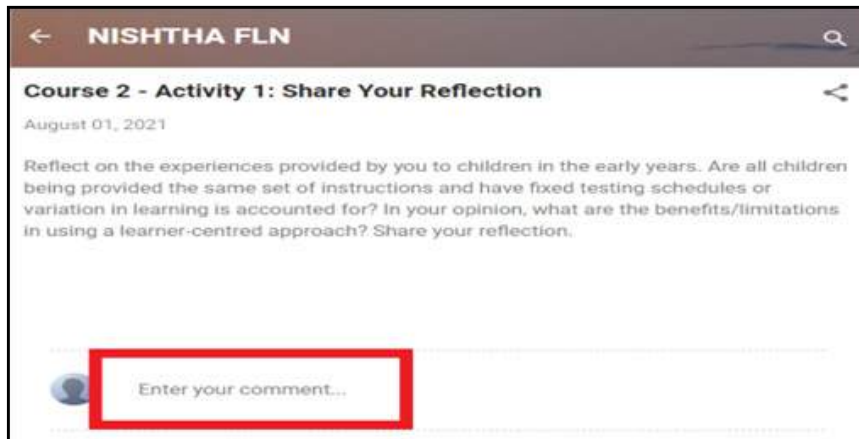 NISHTHA FLN
Course 2 - Activity 1: Share Your Reflection
August 01, 2021
Reflect on the experiences provided by you to children in the early years. Are all children
being provided the same set of instructions and have fixed testing schedules or
variation in learning is accounted for? In your opinion, what are the benefits/limitations
in using a learner-centred approach? Share your reflection.
Enter your comment...